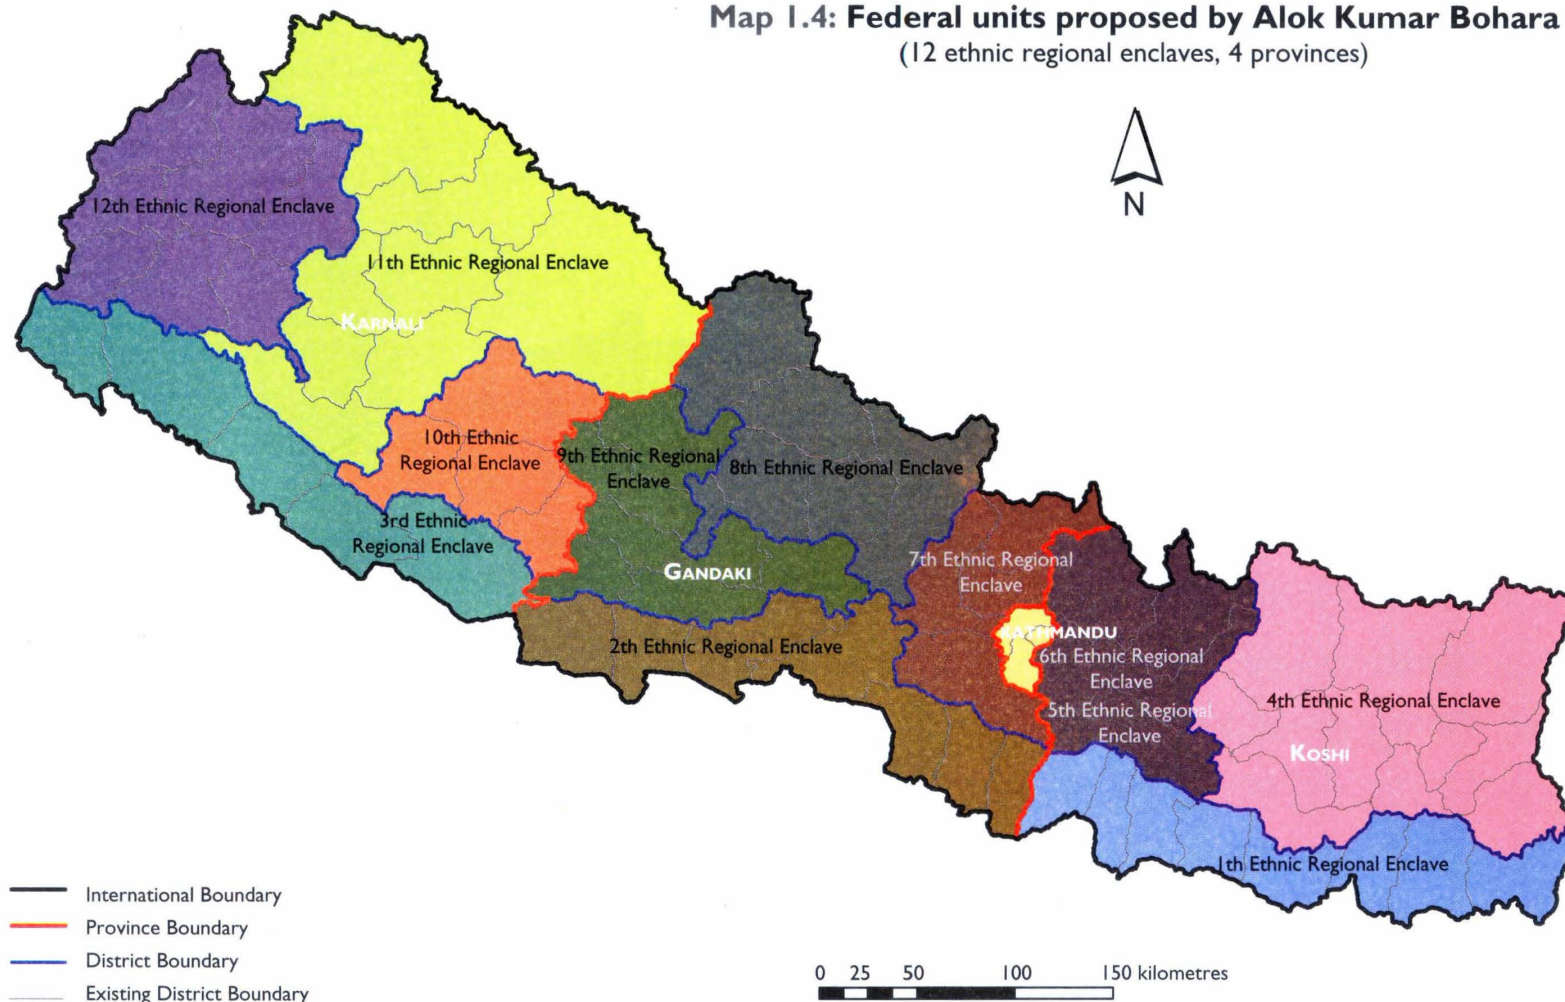 Map 1.4: Federal units proposed by Alok Kumar Bohara
(12 ethnic regional enclaves, 4 provinces)
N
12th Ethnic Regional Enclave
11th Ethnic Regional Enclave
KARNALI
10th Ethnic
Regional Enclave
9th Ethnic Regional
Enclave
8th Ethnic Regional Enclave
3rd Ethnic
Regional Enclave
GANDAKI
7th Ethnic Regional
Enclave
2th Ethnic Regional Enclave
KATHMANDU
6th Ethnic Regional
Enclave
5th Ethnic Regional
Enclave
4th Ethnic Regional Enclave
KOSHI
1th Ethnic Regional Enclave
International Boundary
Province Boundary
District Boundary
Existing District Boundary
0 25 50 100 150 kilometres